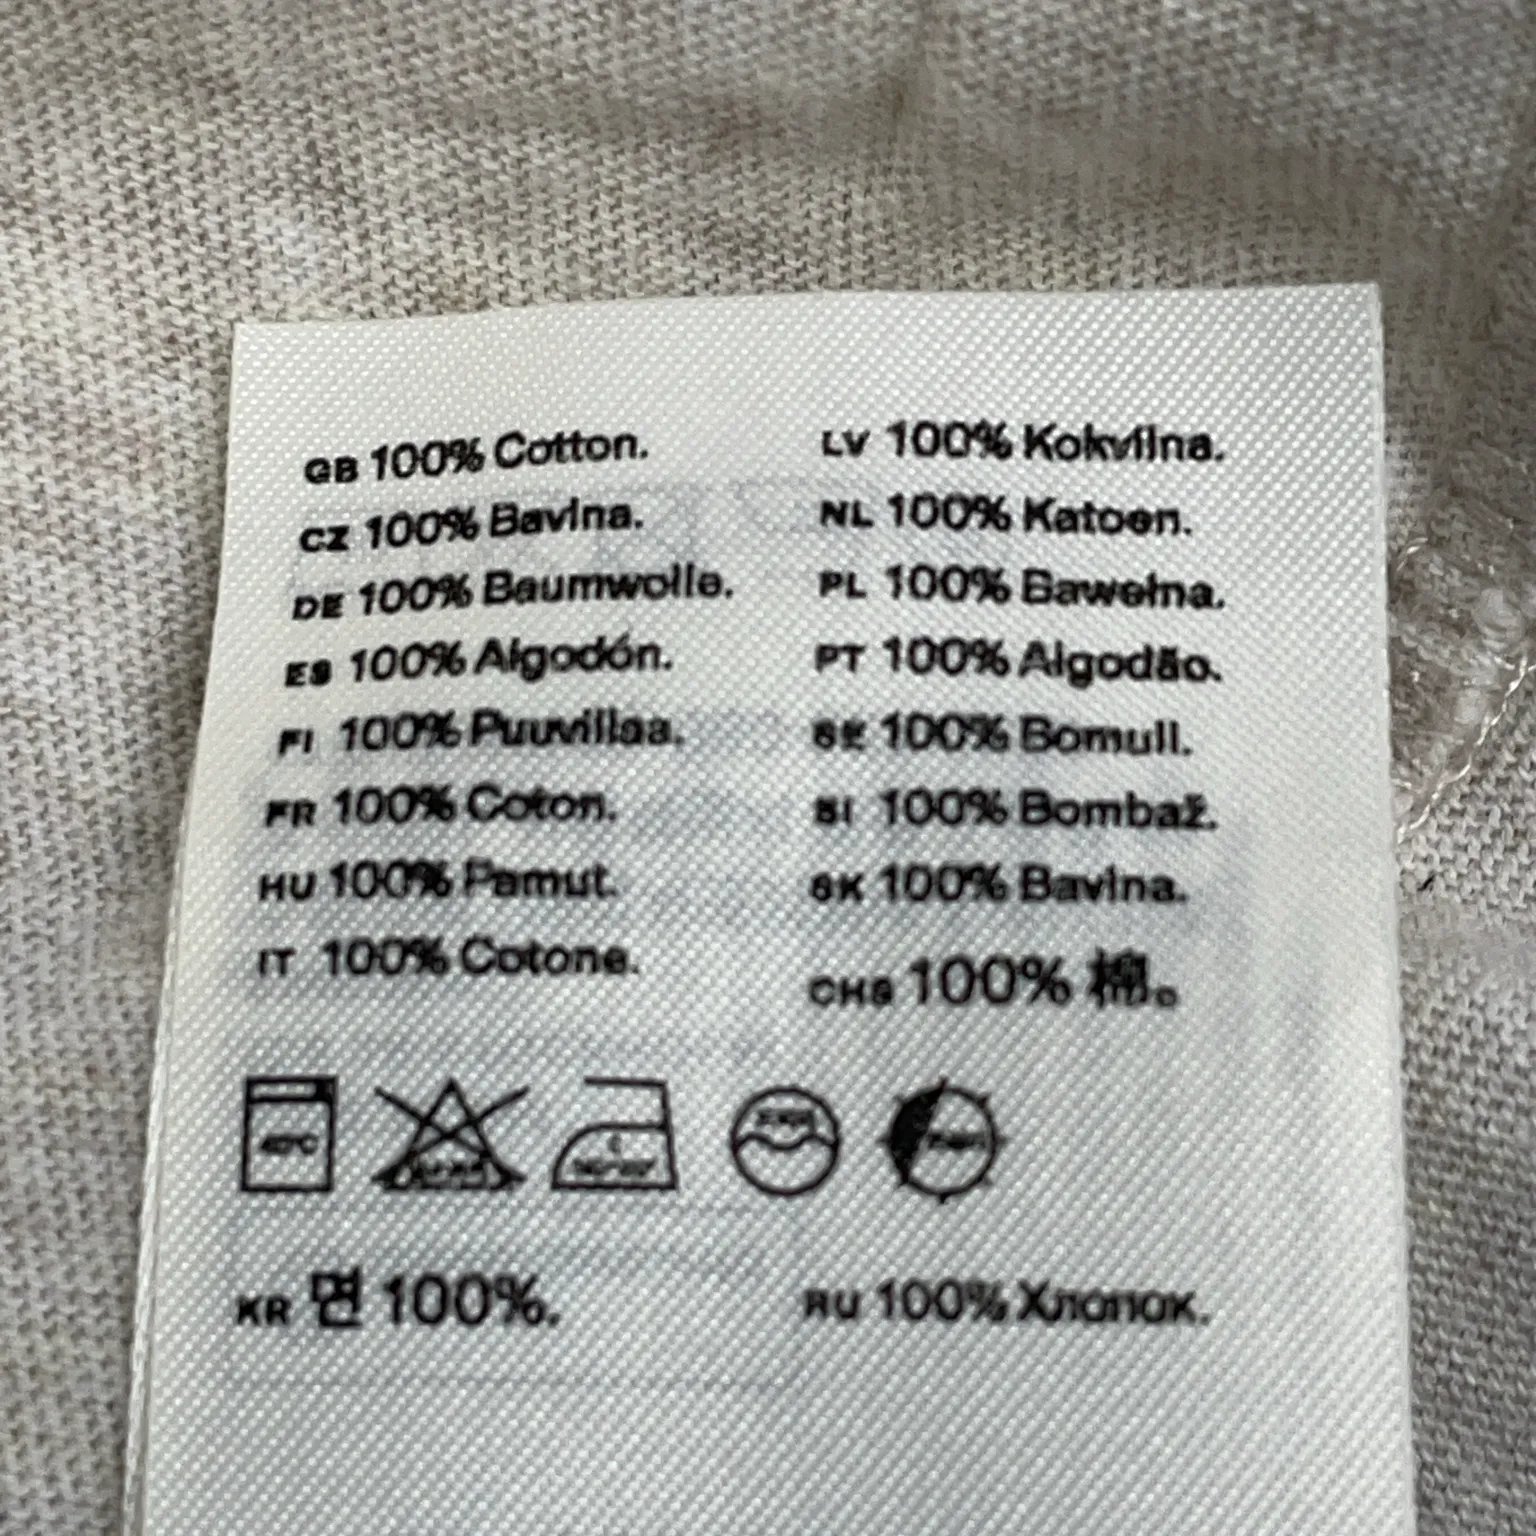 GB 100% Cotton.
CZ 100% Bavlna.
DE 100% Baumwolle.
ES 100% Algodón.
FI 100% Puuvillaa.
FR 100% Coton.
HU 100% Pamut.
IT 100% Cotone.
LV 100% Kokvilna.
NL 100% Katoen.
PL 100% Bawełna.
PT 100% Algodão.
SE 100% Bomull.
SI 100% Bombaž.
SK 100% Bavlna.
CHS 100% 棉。
40°C
KR 면 100%.
RU 100% Хлопок.